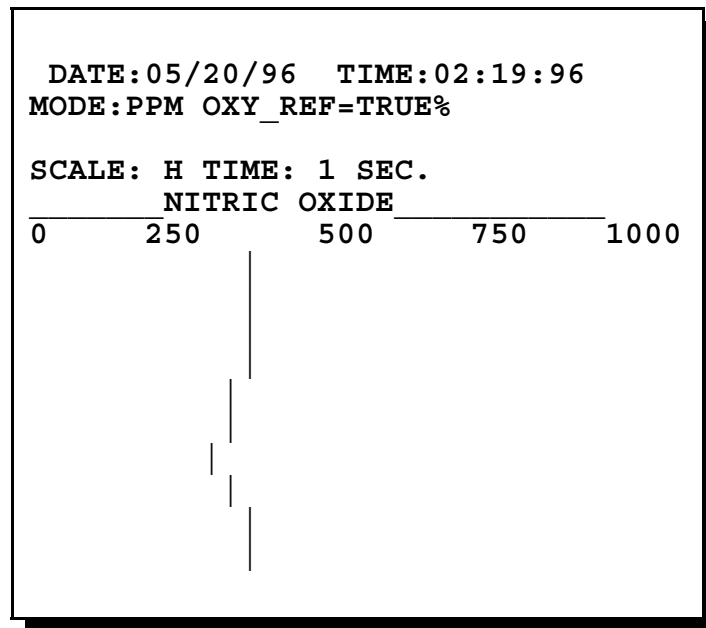 DATE:05/20/96 TIME:02:19:96
MODE:PPM OXY_REF=TRUE%
SCALE: H TIME: 1 SEC.
_______NITRIC OXIDE___________
0 250 500 750 1000